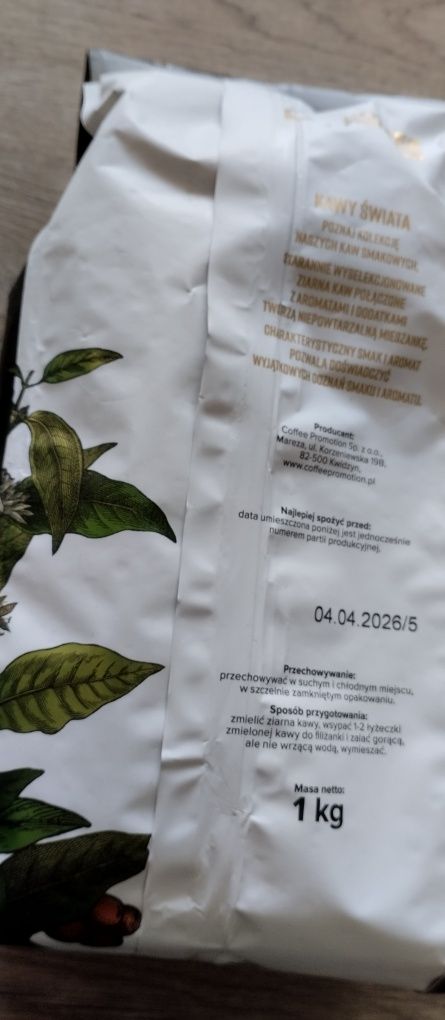 KAWY ŚWIATA
POZNAJ KOLEKCJĘ
NASZYCH KAW SMAKOWYCH.
STARANNIE WYSELEKCJONOWANE
ZIARNA KAW POŁĄCZONE
Z AROMATAMI I DODATKAMI
TWORZĄ NIEPOWTARZALNĄ MIESZANKĘ.
CHARAKTERYSTYCZNY SMAK I AROMAT
POZNALA DOŚWIADCZYĆ
WYJĄTKOWYCH DOZNAŃ SMAKU I AROMATU.
Producent:
Coffee Promotion Sp. z o.o.,
Mareza, ul. Korzeniewska 19B,
82-500 Kwidzyn,
www.coffeepromotion.pl
Najlepiej spożyć przed:
data umieszczona poniżej jest jednocześnie
numerem partii produkcyjnej.
04.04.2026/5
Przechowywanie:
przechowywać w suchym i chłodnym miejscu,
w szczelnie zamkniętym opakowaniu.
Sposób przygotowania:
zmielić ziarna kawy, wsypać 1-2 łyżeczki
zmielonej kawy do filiżanki i zalać gorącą,
ale nie wrzącą wodą, wymieszać.
Masa netto:
1 kg